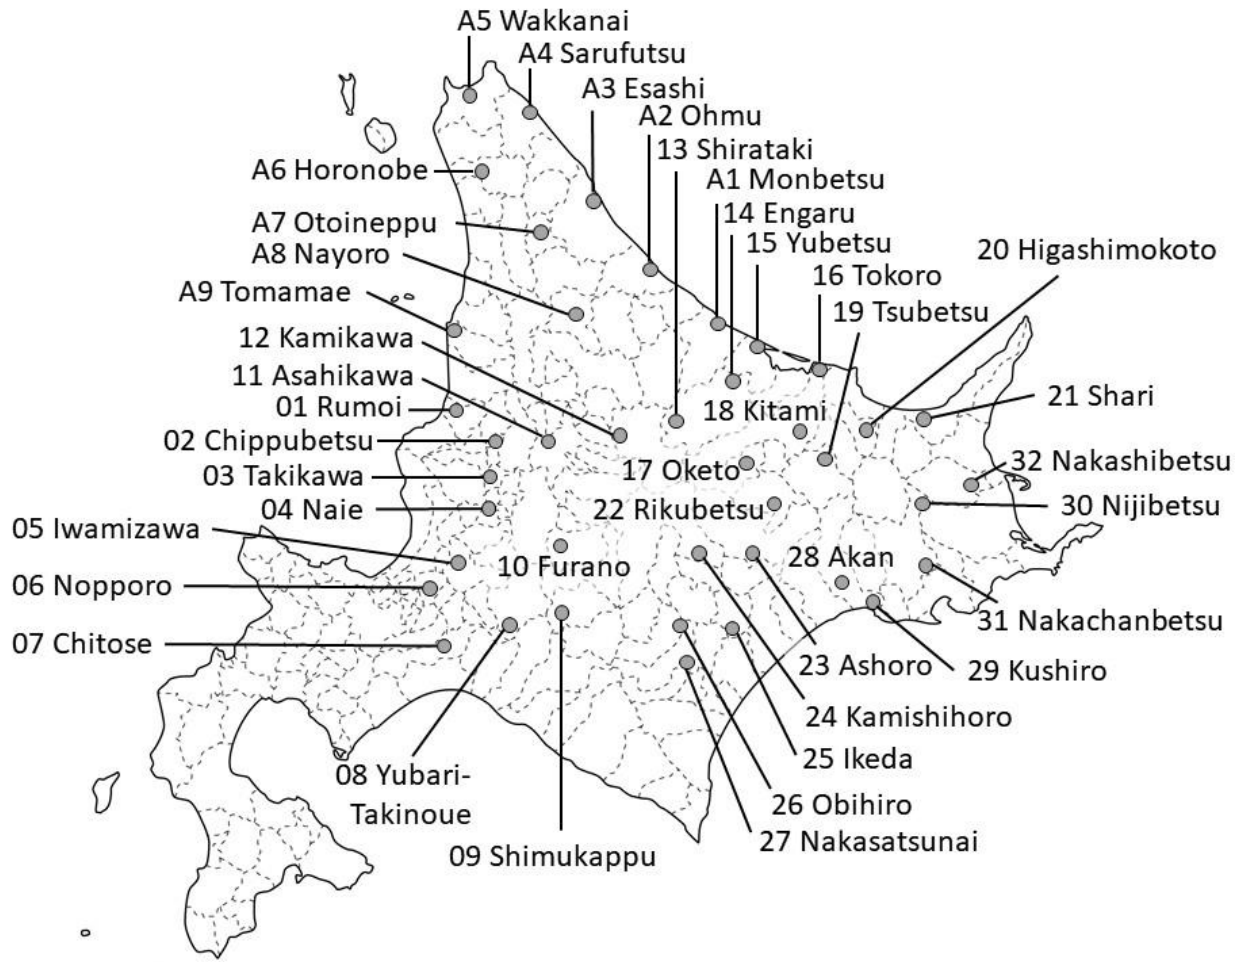 A5 Wakkanai
A4 Sarufutsu
A3 Esashi
A2 Ohmu
13 Shirataki
A6 Horonobe
A1 Monbetsu
14 Engaru
A7 Otoineppu
15 Yubetsu
20 Higashimokoto
A8 Nayoro
16 Tokoro
A9 Tomamae
19 Tsubetsu
12 Kamikawa
11 Asahikawa
21 Shari
01 Rumoi
18 Kitami
02 Chippubetsu
32 Nakashibetsu
03 Takikawa
17 Oketo
04 Naie
22 Rikubetsu
30 Nijibetsu
05 Iwamizawa
28 Akan
10 Furano
06 Nopporo
31 Nakachanbetsu
07 Chitose
23 Ashoro
29 Kushiro
24 Kamishihoro
25 Ikeda
08 Yubari-
Takinoue
26 Obihiro
27 Nakasatsunai
09 Shimukappu